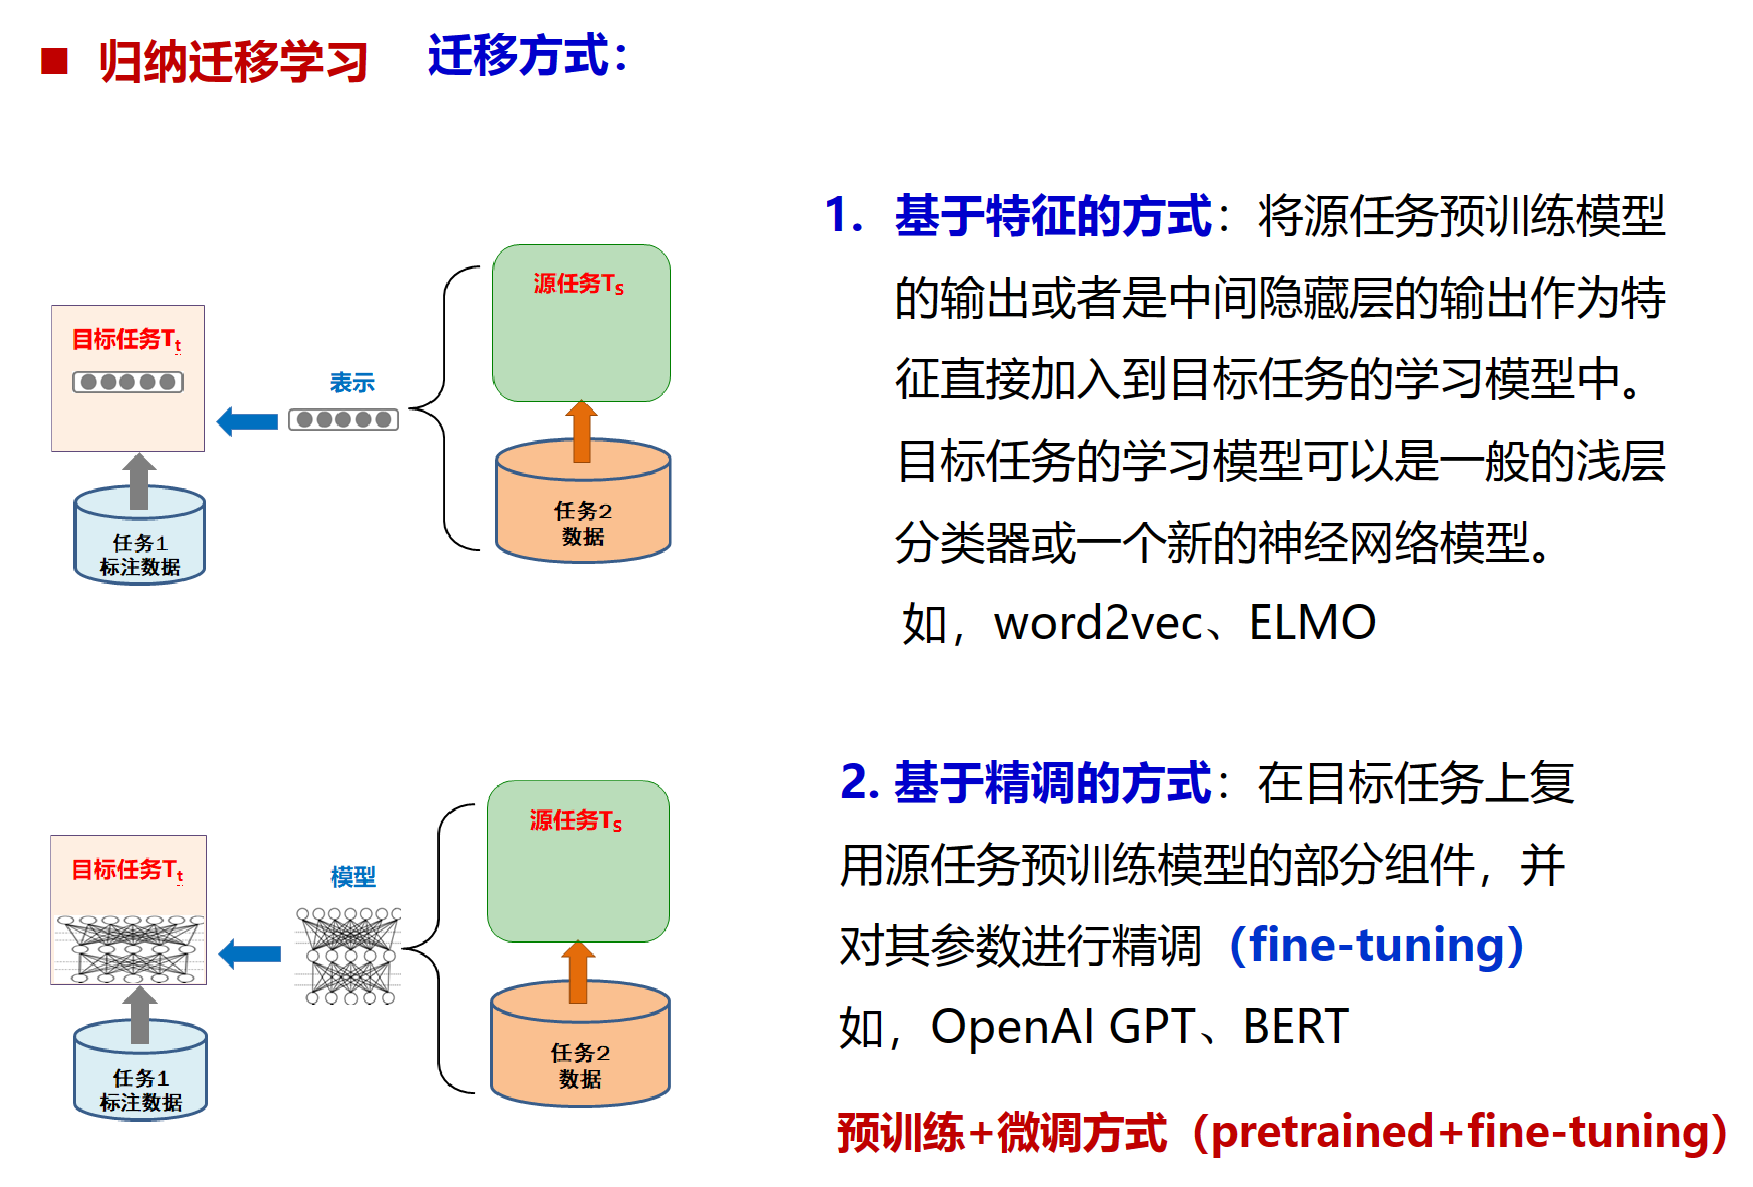 ■ 归纳迁移学习 迁移方式：
目标任务Tt
表示
源任务TS
任务1
标注数据
任务2
数据
1. 基于特征的方式：将源任务预训练模型
的输出或者是中间隐藏层的输出作为特
征直接加入到目标任务的学习模型中。
目标任务的学习模型可以是一般的浅层
分类器或一个新的神经网络模型。
如，word2vec、ELMO
目标任务Tt
模型
源任务TS
任务1
标注数据
任务2
数据
2. 基于精调的方式：在目标任务上复
用源任务预训练模型的部分组件，并
对其参数进行精调（fine-tuning）
如，OpenAI GPT、BERT
预训练+微调方式（pretrained+fine-tuning）